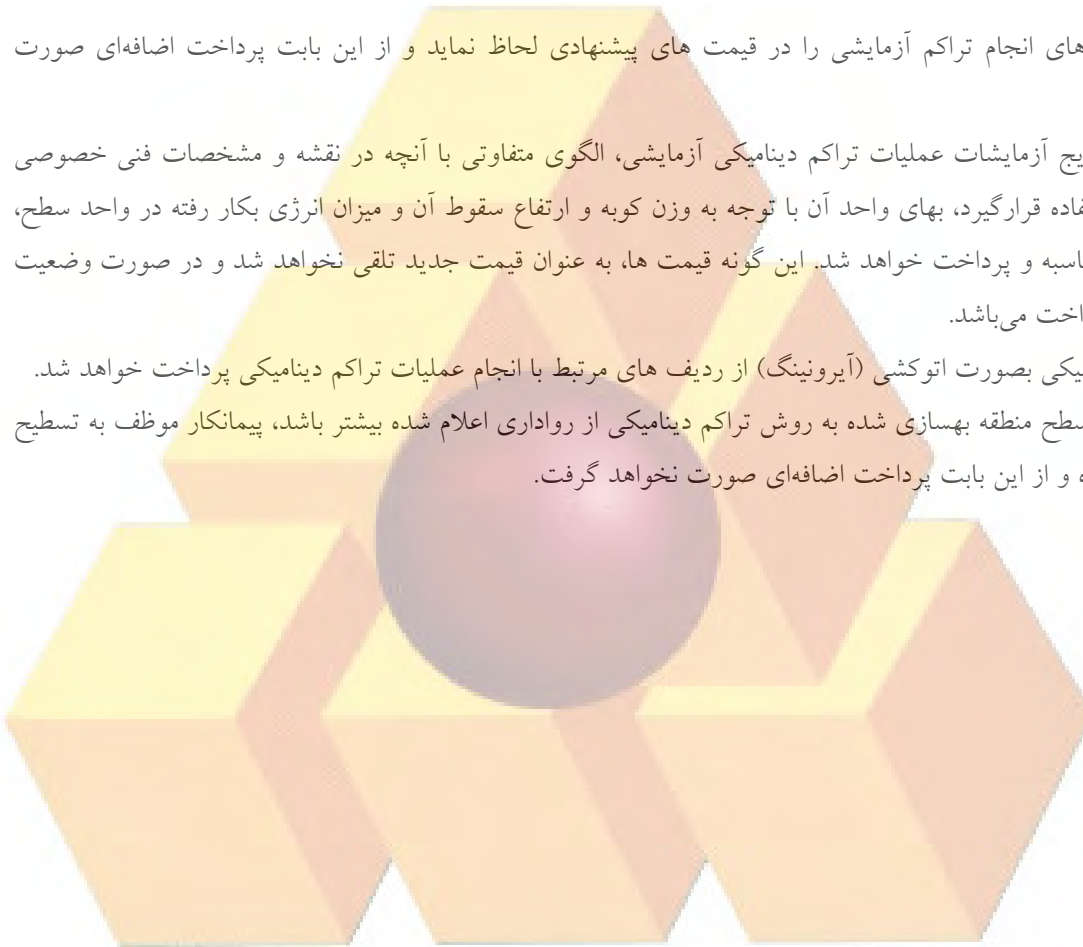 های انجام تراکم آزمایشی را در قیمت های پیشنهادی لحاظ نماید و از این بابت پرداخت اضافه‌ای صورت
یج آزمایشات عملیات تراکم دینامیکی آزمایشی، الگوی متفاوتی با آنچه در نقشه و مشخصات فنی خصوصی
فاده قرارگیرد، بهای واحد آن با توجه به وزن کوبه و ارتفاع سقوط آن و میزان انرژی بکار رفته در واحد سطح،
اسبه و پرداخت خواهد شد. این گونه قیمت ها، به عنوان قیمت جدید تلقی نخواهد شد و در صورت وضعیت
اخت می‌باشد.
یکی بصورت اتوکشی (آیرونینگ) از ردیف های مرتبط با انجام عملیات تراکم دینامیکی پرداخت خواهد شد.
سطح منطقه بهسازی شده به روش تراکم دینامیکی از رواداری اعلام شده بیشتر باشد، پیمانکار موظف به تسطیح
ه و از این بابت پرداخت اضافه‌ای صورت نخواهد گرفت.